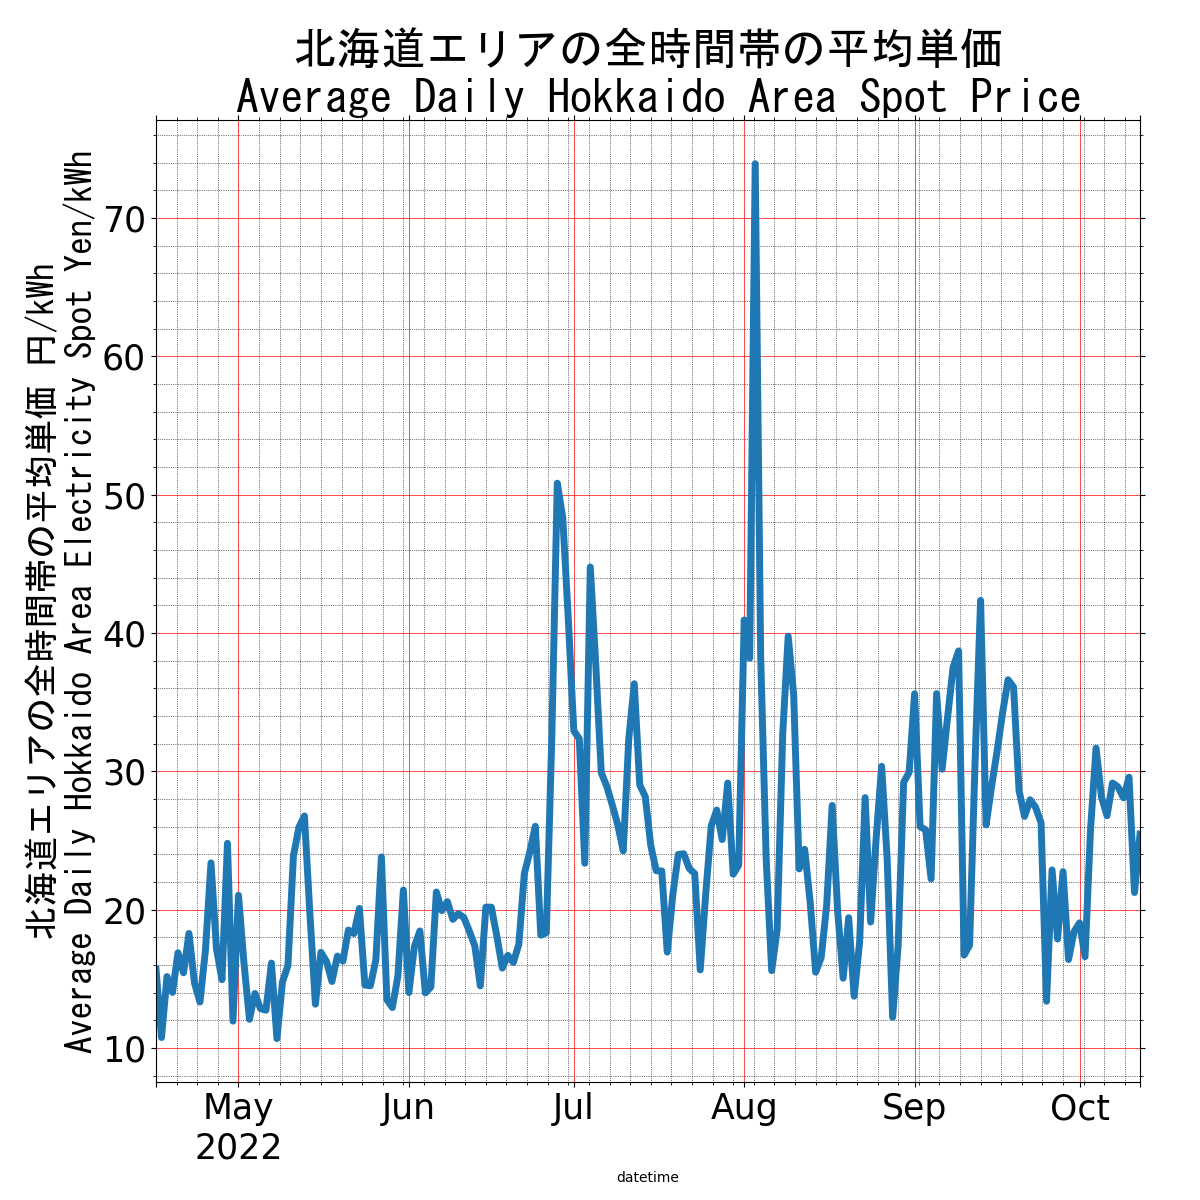 北海道エリアの全時間帯の平均単価
Average Daily Hokkaido Area Spot Price
北海道エリアの全時間帯の平均単価 円/kWh
Average Daily Hokkaido Area Electricity Spot Yen/kWh
70
60
50
40
30
20
10
May Jun Jul Aug Sep Oct
2022
datetime